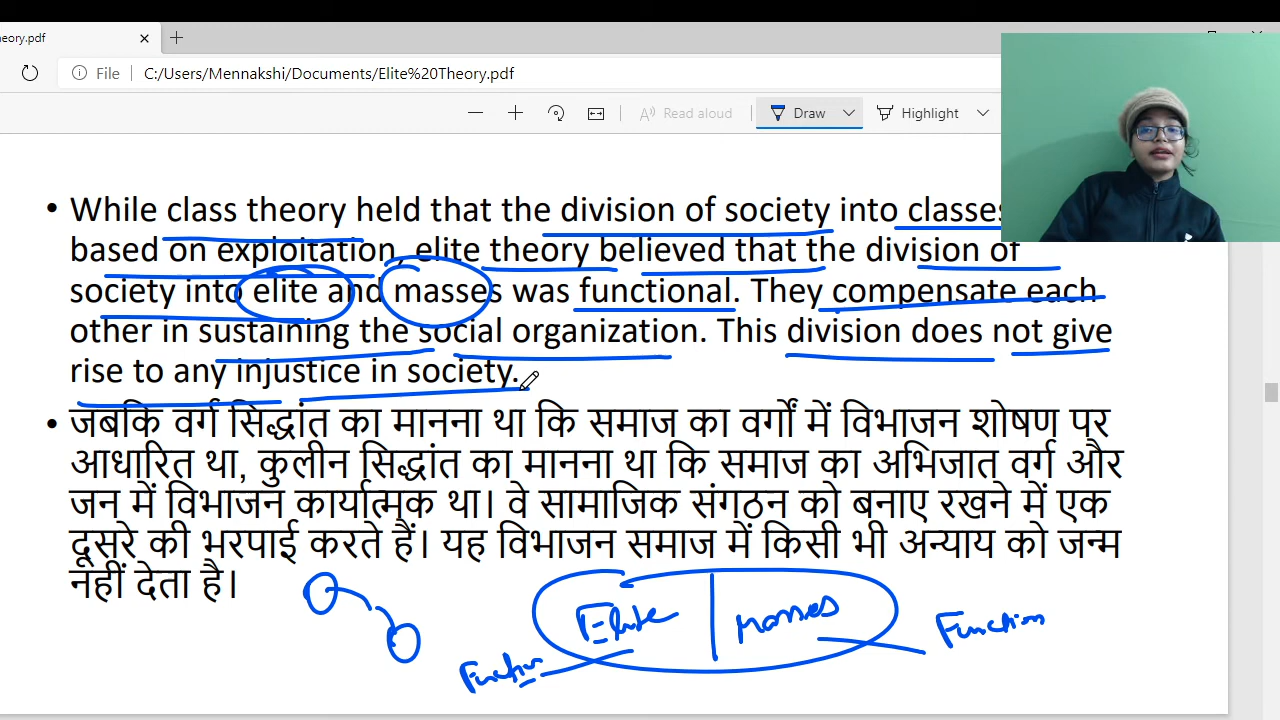 eory.pdf
File C:/Users/Mennakshi/Documents/Elite%20Theory.pdf
Read aloud Draw Highlight
• While class theory held that the division of society into classes
based on exploitation, elite theory believed that the division of
society into elite and masses was functional. They compensate each
other in sustaining the social organization. This division does not give
rise to any injustice in society.
• जबकि वर्ग सिद्धांत का मानना था कि समाज का वर्गों में विभाजन शोषण पर
आधारित था, कुलीन सिद्धांत का मानना था कि समाज का अभिजात वर्ग और
जन में विभाजन कार्यात्मक था। वे सामाजिक संगठन को बनाए रखने में एक
दूसरे की भरपाई करते हैं। यह विभाजन समाज में किसी भी अन्याय को जन्म
नहीं देता है।
Elite Masses Function
Function